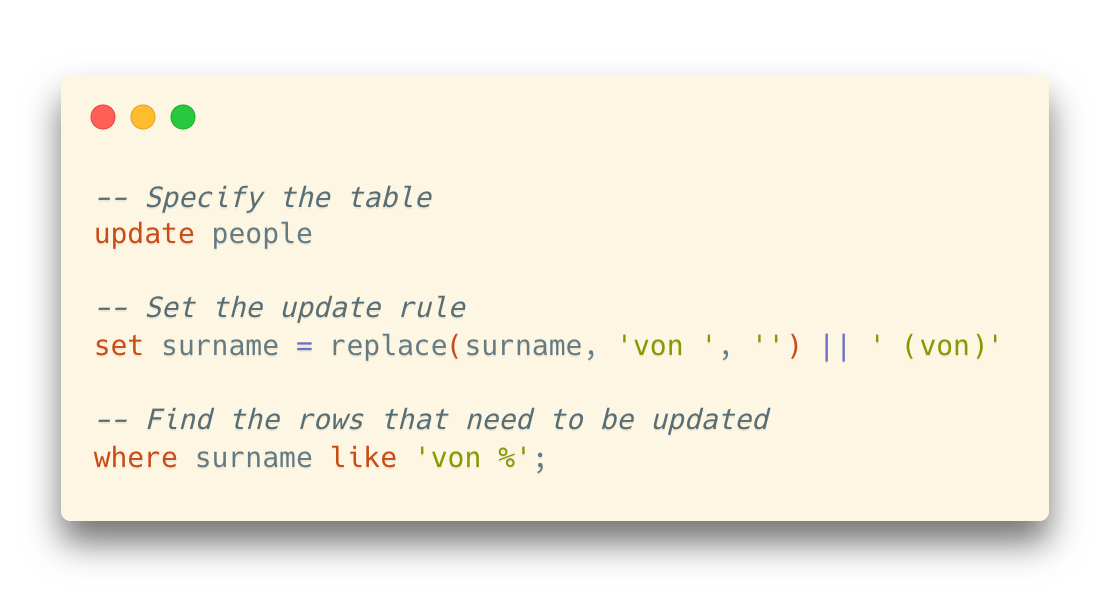 -- Specify the table
update people
-- Set the update rule
set surname = replace(surname, 'von ', '') || ' (von)'
-- Find the rows that need to be updated
where surname like 'von %';